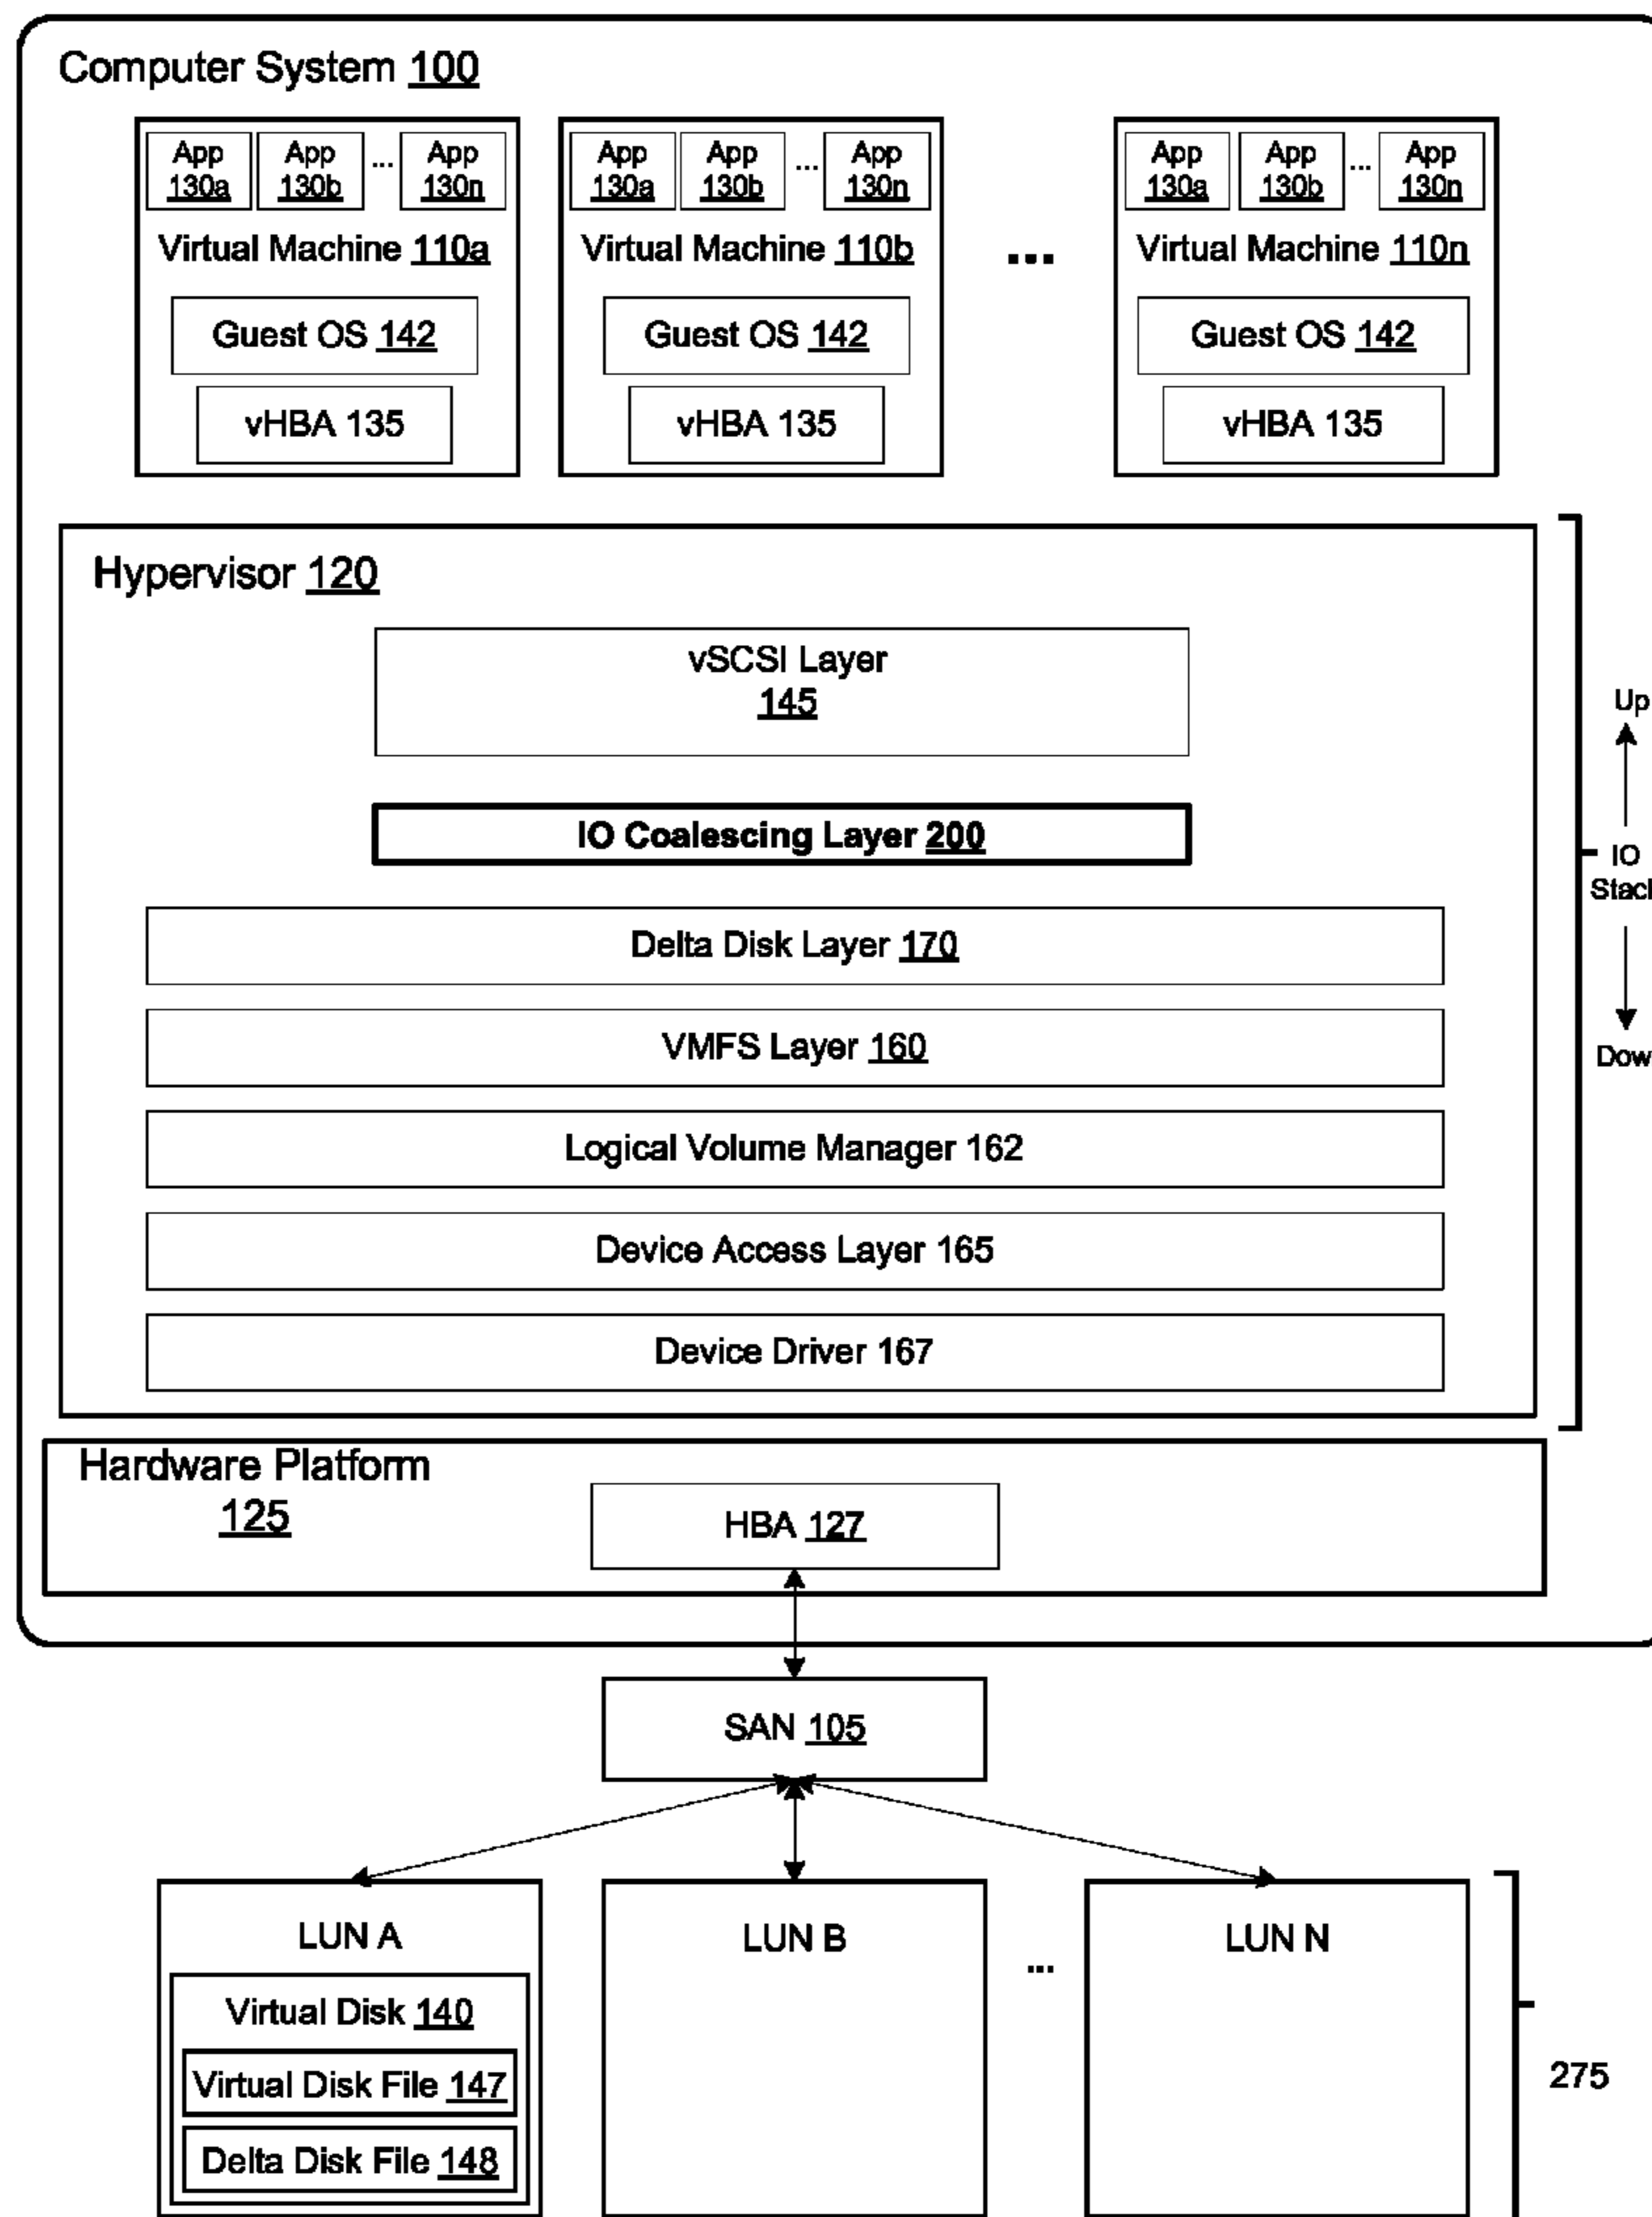 Computer System 100
App
130a
App
130b
...
App
130n
Virtual Machine 110a
Guest OS 142
vHBA 135
App
130a
App
130b
...
App
130n
Virtual Machine 110b
Guest OS 142
vHBA 135
...
App
130a
App
130b
...
App
130n
Virtual Machine 110n
Guest OS 142
vHBA 135
Hypervisor 120
vSCSI Layer
145
IO Coalescing Layer 200
Delta Disk Layer 170
VMFS Layer 160
Logical Volume Manager 162
Device Access Layer 165
Device Driver 167
Up
IO
Stack
Dow
Hardware Platform
125
HBA 127
SAN 105
LUN A
Virtual Disk 140
Virtual Disk File 147
Delta Disk File 148
LUN B
...
LUN N
275